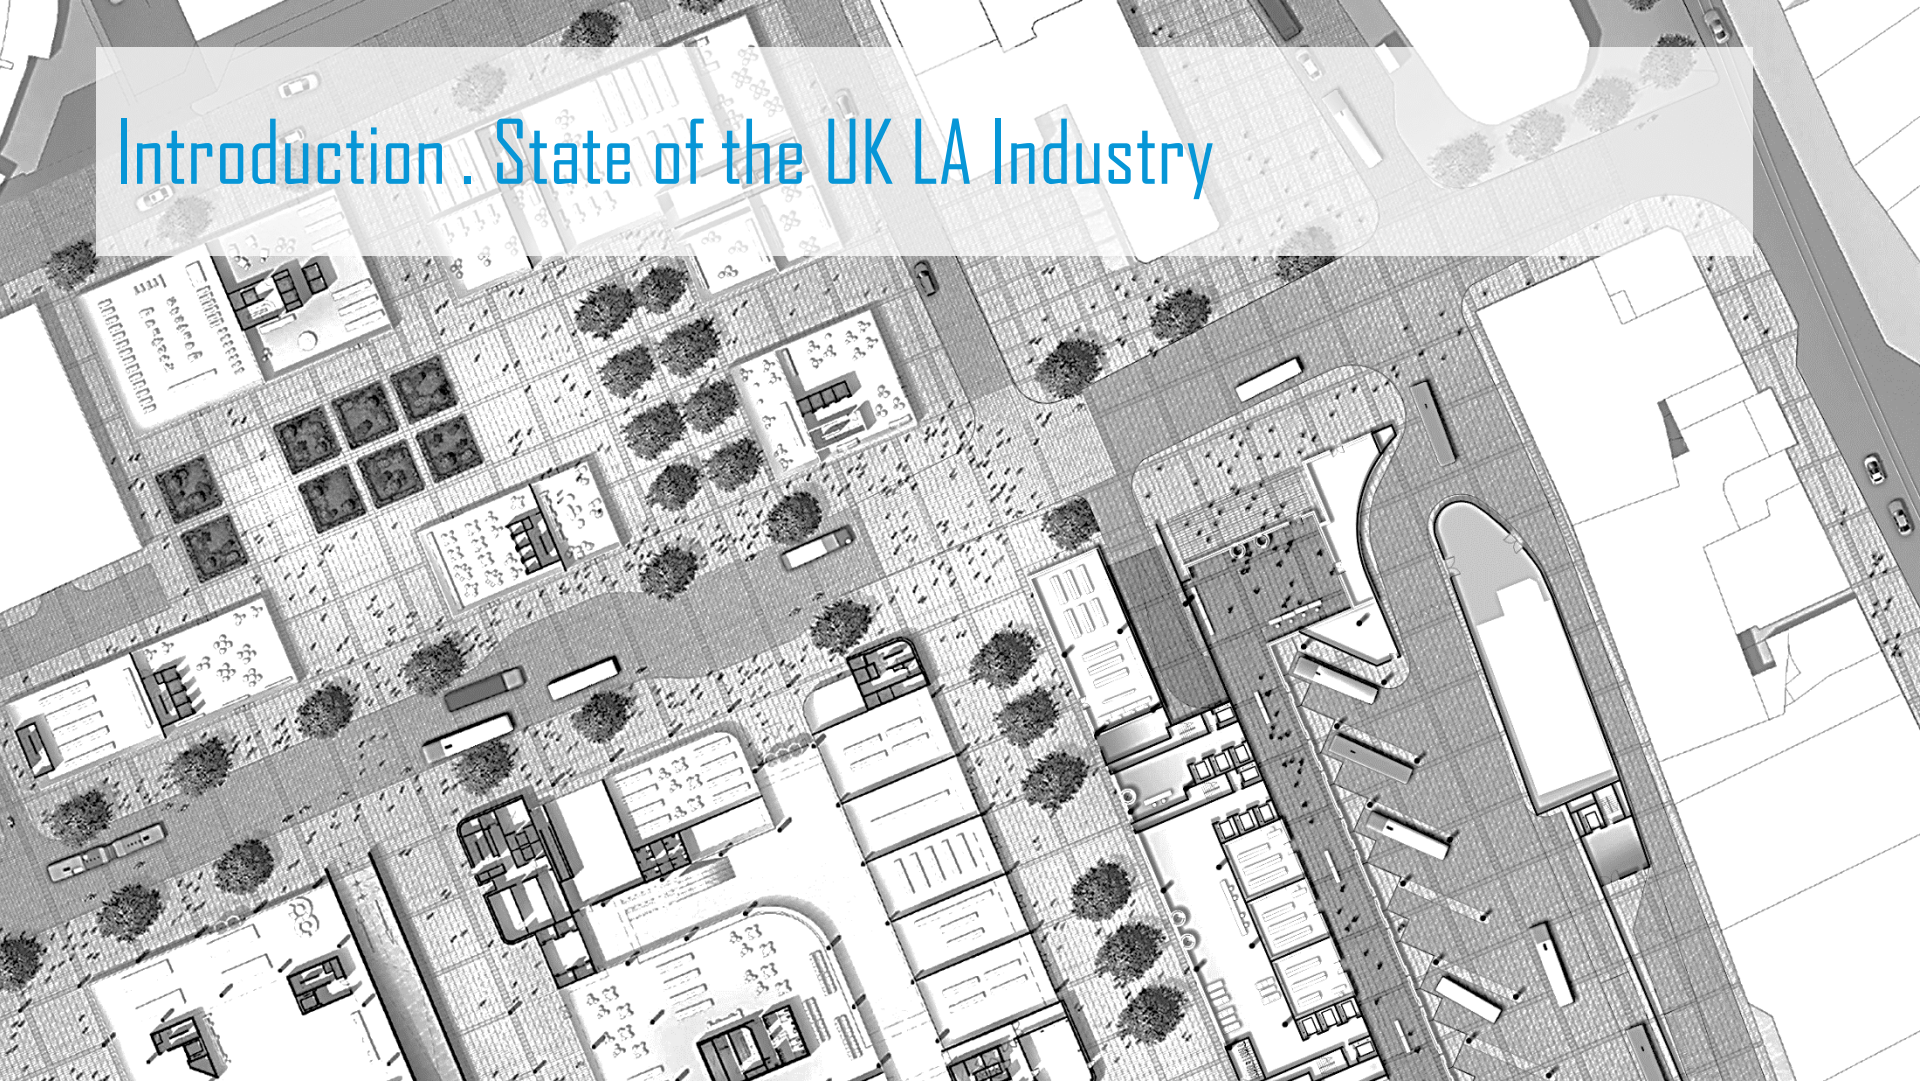 Introduction . State of the UK LA Industry